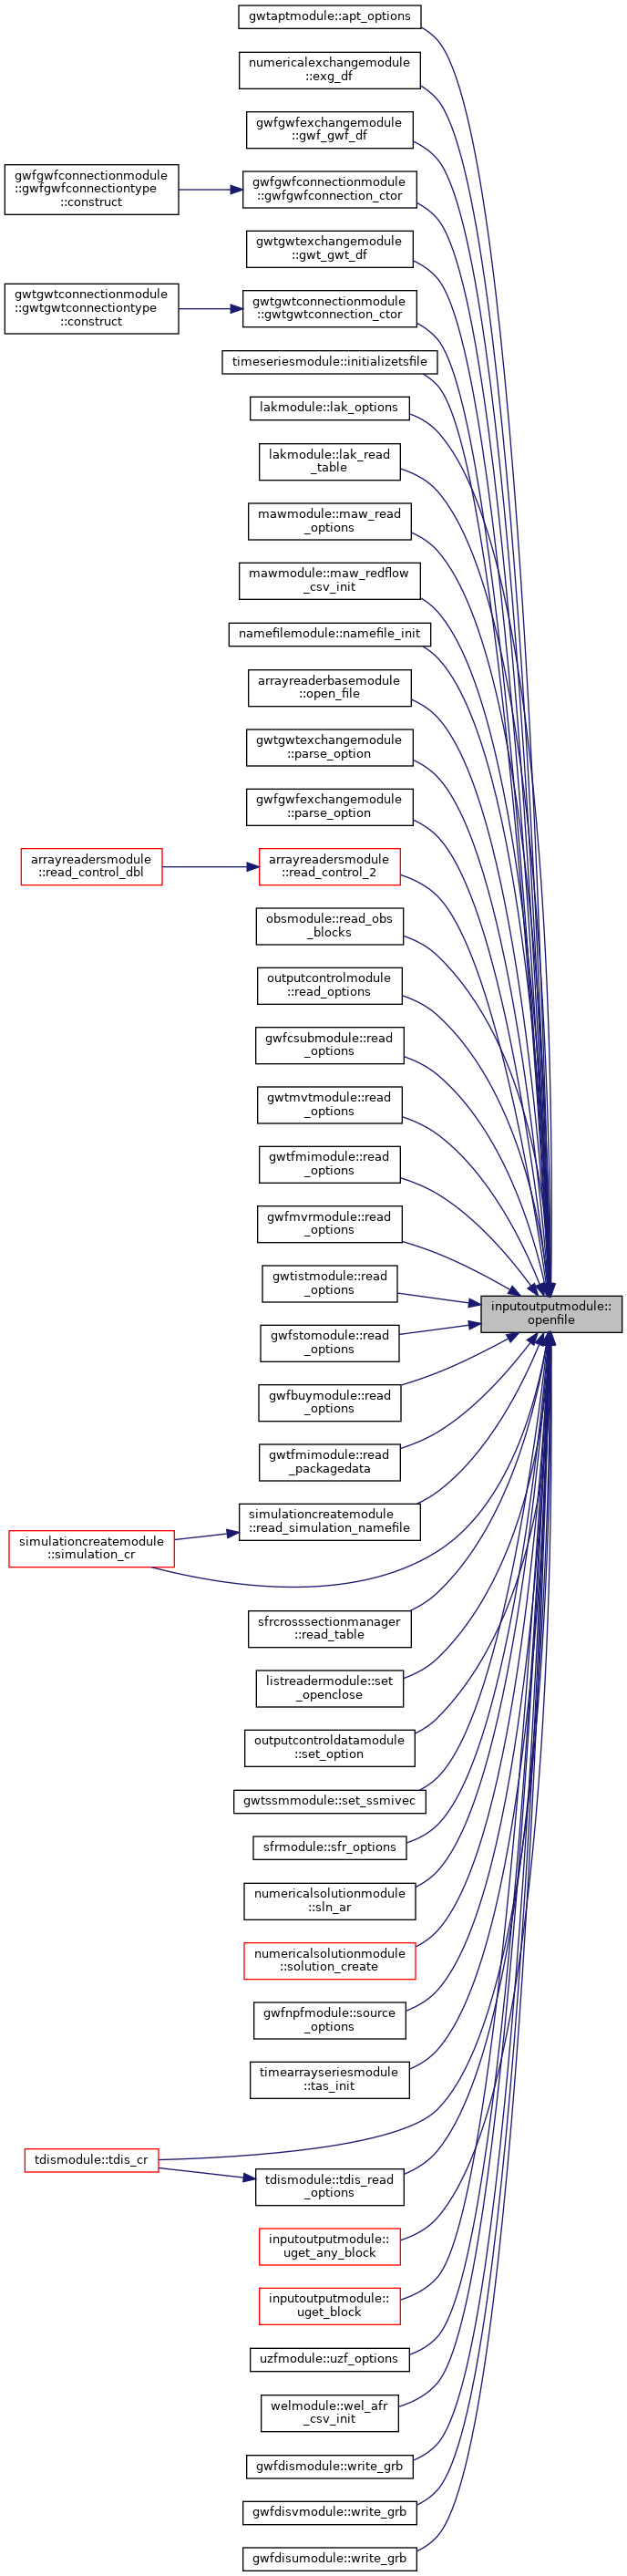 gwtaptmodule::apt_options
numericalexchangemodule
::exg_df
gwfgwfexchangemodule
::gwf_gwf_df
gwfgwfconnectionmodule
::gwfgwfconnectiontype
::construct
gwfgwfconnectionmodule
::gwfgwfconnection_ctor
gwtgwtexchangemodule
::gwt_gwt_df
gwtgwtconnectionmodule
::gwtgwtconnectiontype
::construct
gwtgwtconnectionmodule
::gwtgwtconnection_ctor
timeseriesmodule::initializetsfile
lakmodule::lak_options
lakmodule::lak_read
_table
mawmodule::maw_read
_options
mawmodule::maw_redflow
_csv_init
namefilemodule::namefile_init
arrayreaderbasemodule
::open_file
gwtgwtexchangemodule
::parse_option
gwfgwfexchangemodule
::parse_option
arrayreadersmodule
::read_control_dbl
arrayreadersmodule
::read_control_2
obsmodule::read_obs
_blocks
outputcontrolmodule
::read_options
gwfcsubmodule::read
_options
gwtmvtmodule::read
_options
gwtfmimodule::read
_options
gwfmvrmodule::read
_options
gwtistmodule::read
_options
inputoutputmodule::
openfile
gwfstomodule::read
_options
gwfbuymodule::read
_options
gwtfmimodule::read
_packagedata
simulationcreatemodule
::read_simulation_namefile
simulationcreatemodule
::simulation_cr
sfrcrosssectionmanager
::read_table
listreadermodule::set
_openclose
outputcontroldatamodule
::set_option
gwtssmmodule::set_ssmivec
sfrmodule::sfr_options
numericalsolutionmodule
::sln_ar
numericalsolutionmodule
::solution_create
gwfnpfmodule::source
_options
timearrayseriesmodule
::tas_init
tdismodule::tdis_cr
tdismodule::tdis_read
_options
inputoutputmodule::
uget_any_block
inputoutputmodule::
uget_block
uzfmodule::uzf_options
welmodule::wel_afr
_csv_init
gwfdismodule::write_grb
gwfdisvmodule::write_grb
gwfdisumodule::write_grb